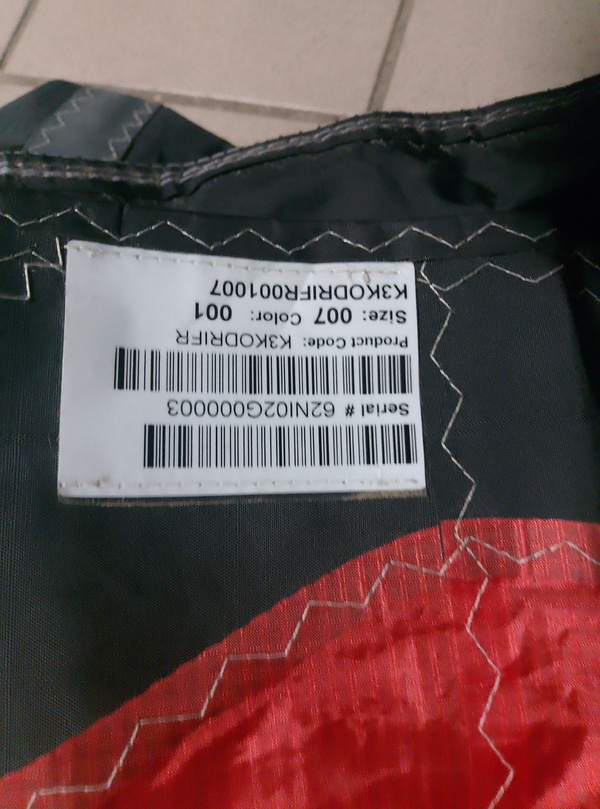 Serial # 62NI02G000003
Product Code: K3KODRIFR
Size: 007 Color: 001
K3KODRIFR001007